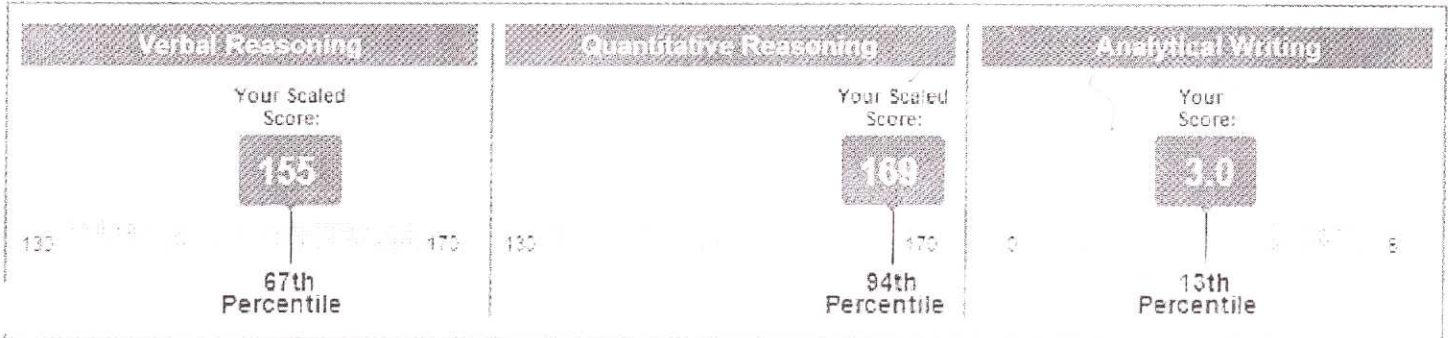 Verbal Reasoning
Your Scaled
Score:
155
130
170
67th
Percentile
Quantitative Reasoning
Your Scaled
Score:
169
130
170
94th
Percentile
Analytical Writing
Your
Score:
3.0
0
13th
Percentile